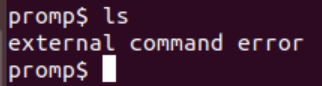 promp$ ls
external command error
promp$